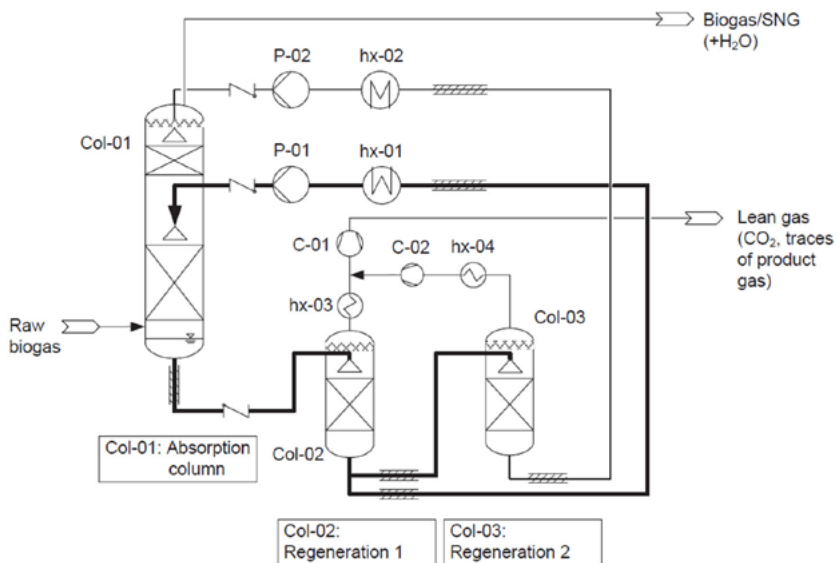 Biogas/SNG
(+H₂O)
P-02
hx-02
Col-01
P-01
hx-01
Lean gas
(CO₂, traces
of product
gas)
C-01
C-02
hx-04
hx-03
Col-03
Raw
biogas
Col-01: Absorption
column
Col-02
Col-02:
Regeneration 1
Col-03:
Regeneration 2